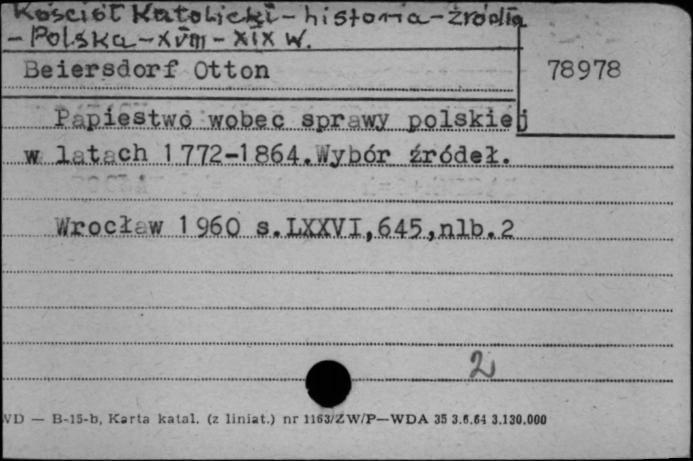 Kościół Katolicki - historia - źródła
- Polska - XVIII - XIX w.
Beiersdorf Otton
78978
Papiestwo wobec sprawy polskiej
w latach 1772-1864.Wybór źródeł.
Wrocław 1960 s.LXXVI,645,nlb.2
2
WD — B-15-b, Karta katal. (z liniat.) nr 1163/ZW/P—WDA 35 3.6.64 3.130.000